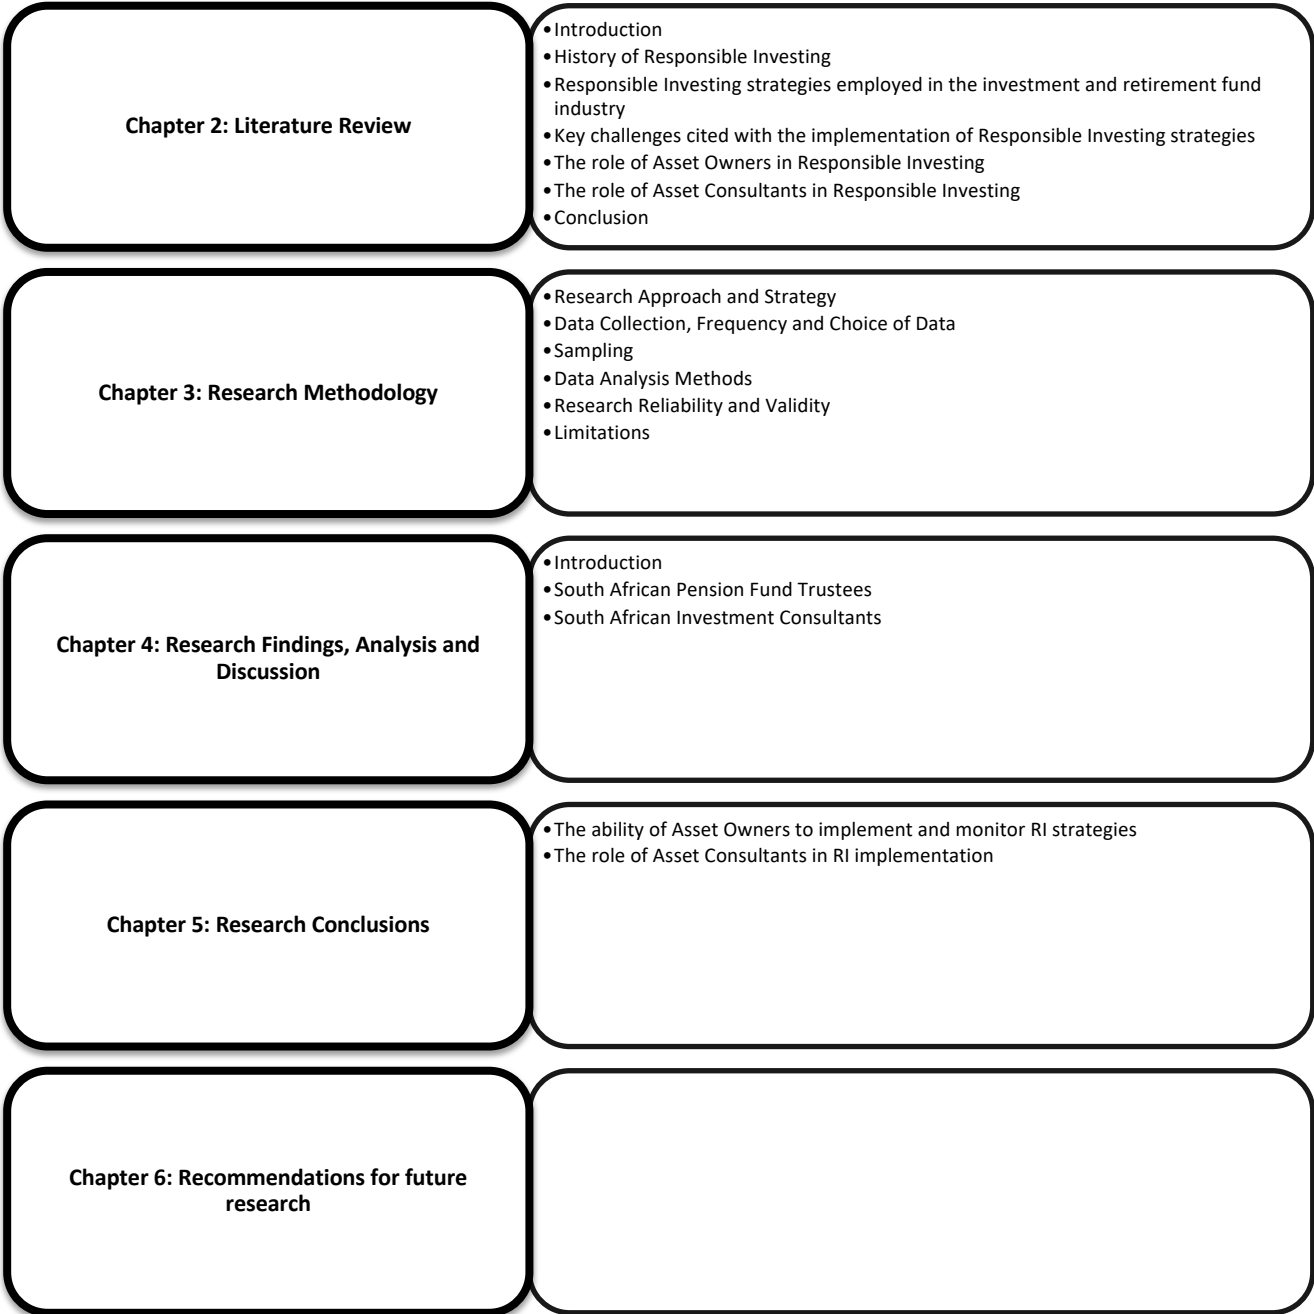 Chapter 2: Literature Review
•Introduction
•History of Responsible Investing
•Responsible Investing strategies employed in the investment and retirement fund
industry
•Key challenges cited with the implementation of Responsible Investing strategies
•The role of Asset Owners in Responsible Investing
•The role of Asset Consultants in Responsible Investing
•Conclusion
Chapter 3: Research Methodology
•Research Approach and Strategy
•Data Collection, Frequency and Choice of Data
•Sampling
•Data Analysis Methods
•Research Reliability and Validity
•Limitations
Chapter 4: Research Findings, Analysis and
Discussion
•Introduction
•South African Pension Fund Trustees
•South African Investment Consultants
Chapter 5: Research Conclusions
•The ability of Asset Owners to implement and monitor RI strategies
•The role of Asset Consultants in RI implementation
Chapter 6: Recommendations for future
research